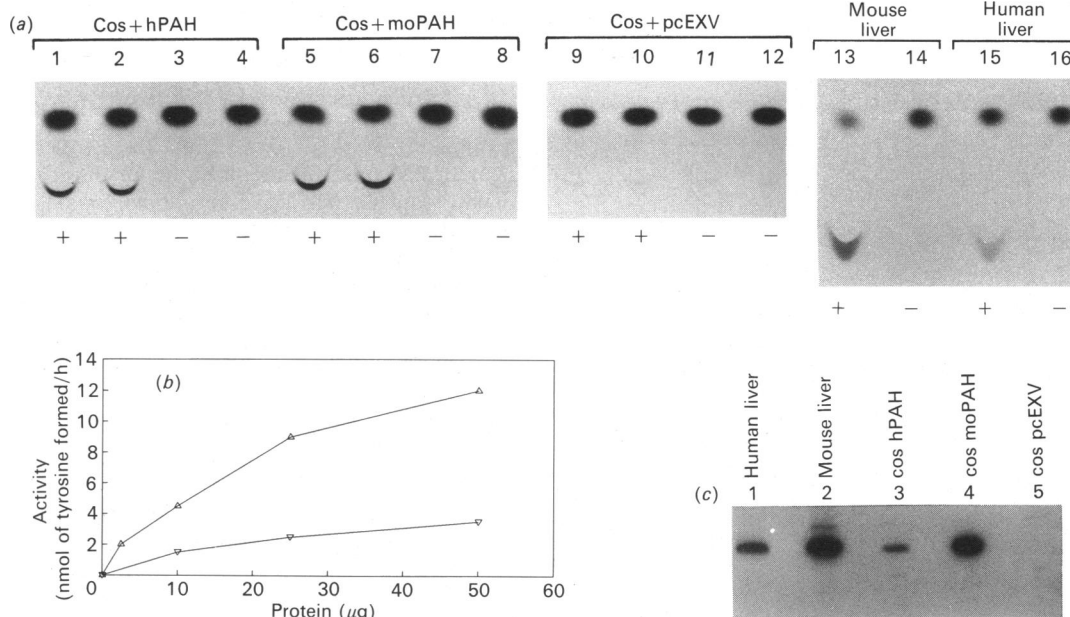 (a) Cos + hPAH Cos + moPAH Cos + pcEXV Mouse liver Human liver
1 2 3 4 5 6 7 8 9 10 11 12 13 14 15 16
+ + − − + + − − + + − − + − + −
(b)
Activity
(nmol of tyrosine formed/h)
14
12
10
8
6
4
2
0
0 10 20 30 40 50 60
Protein (μg)
(c)
Human liver
Mouse liver
cos hPAH
cos moPAH
cos pcEXV
1 2 3 4 5